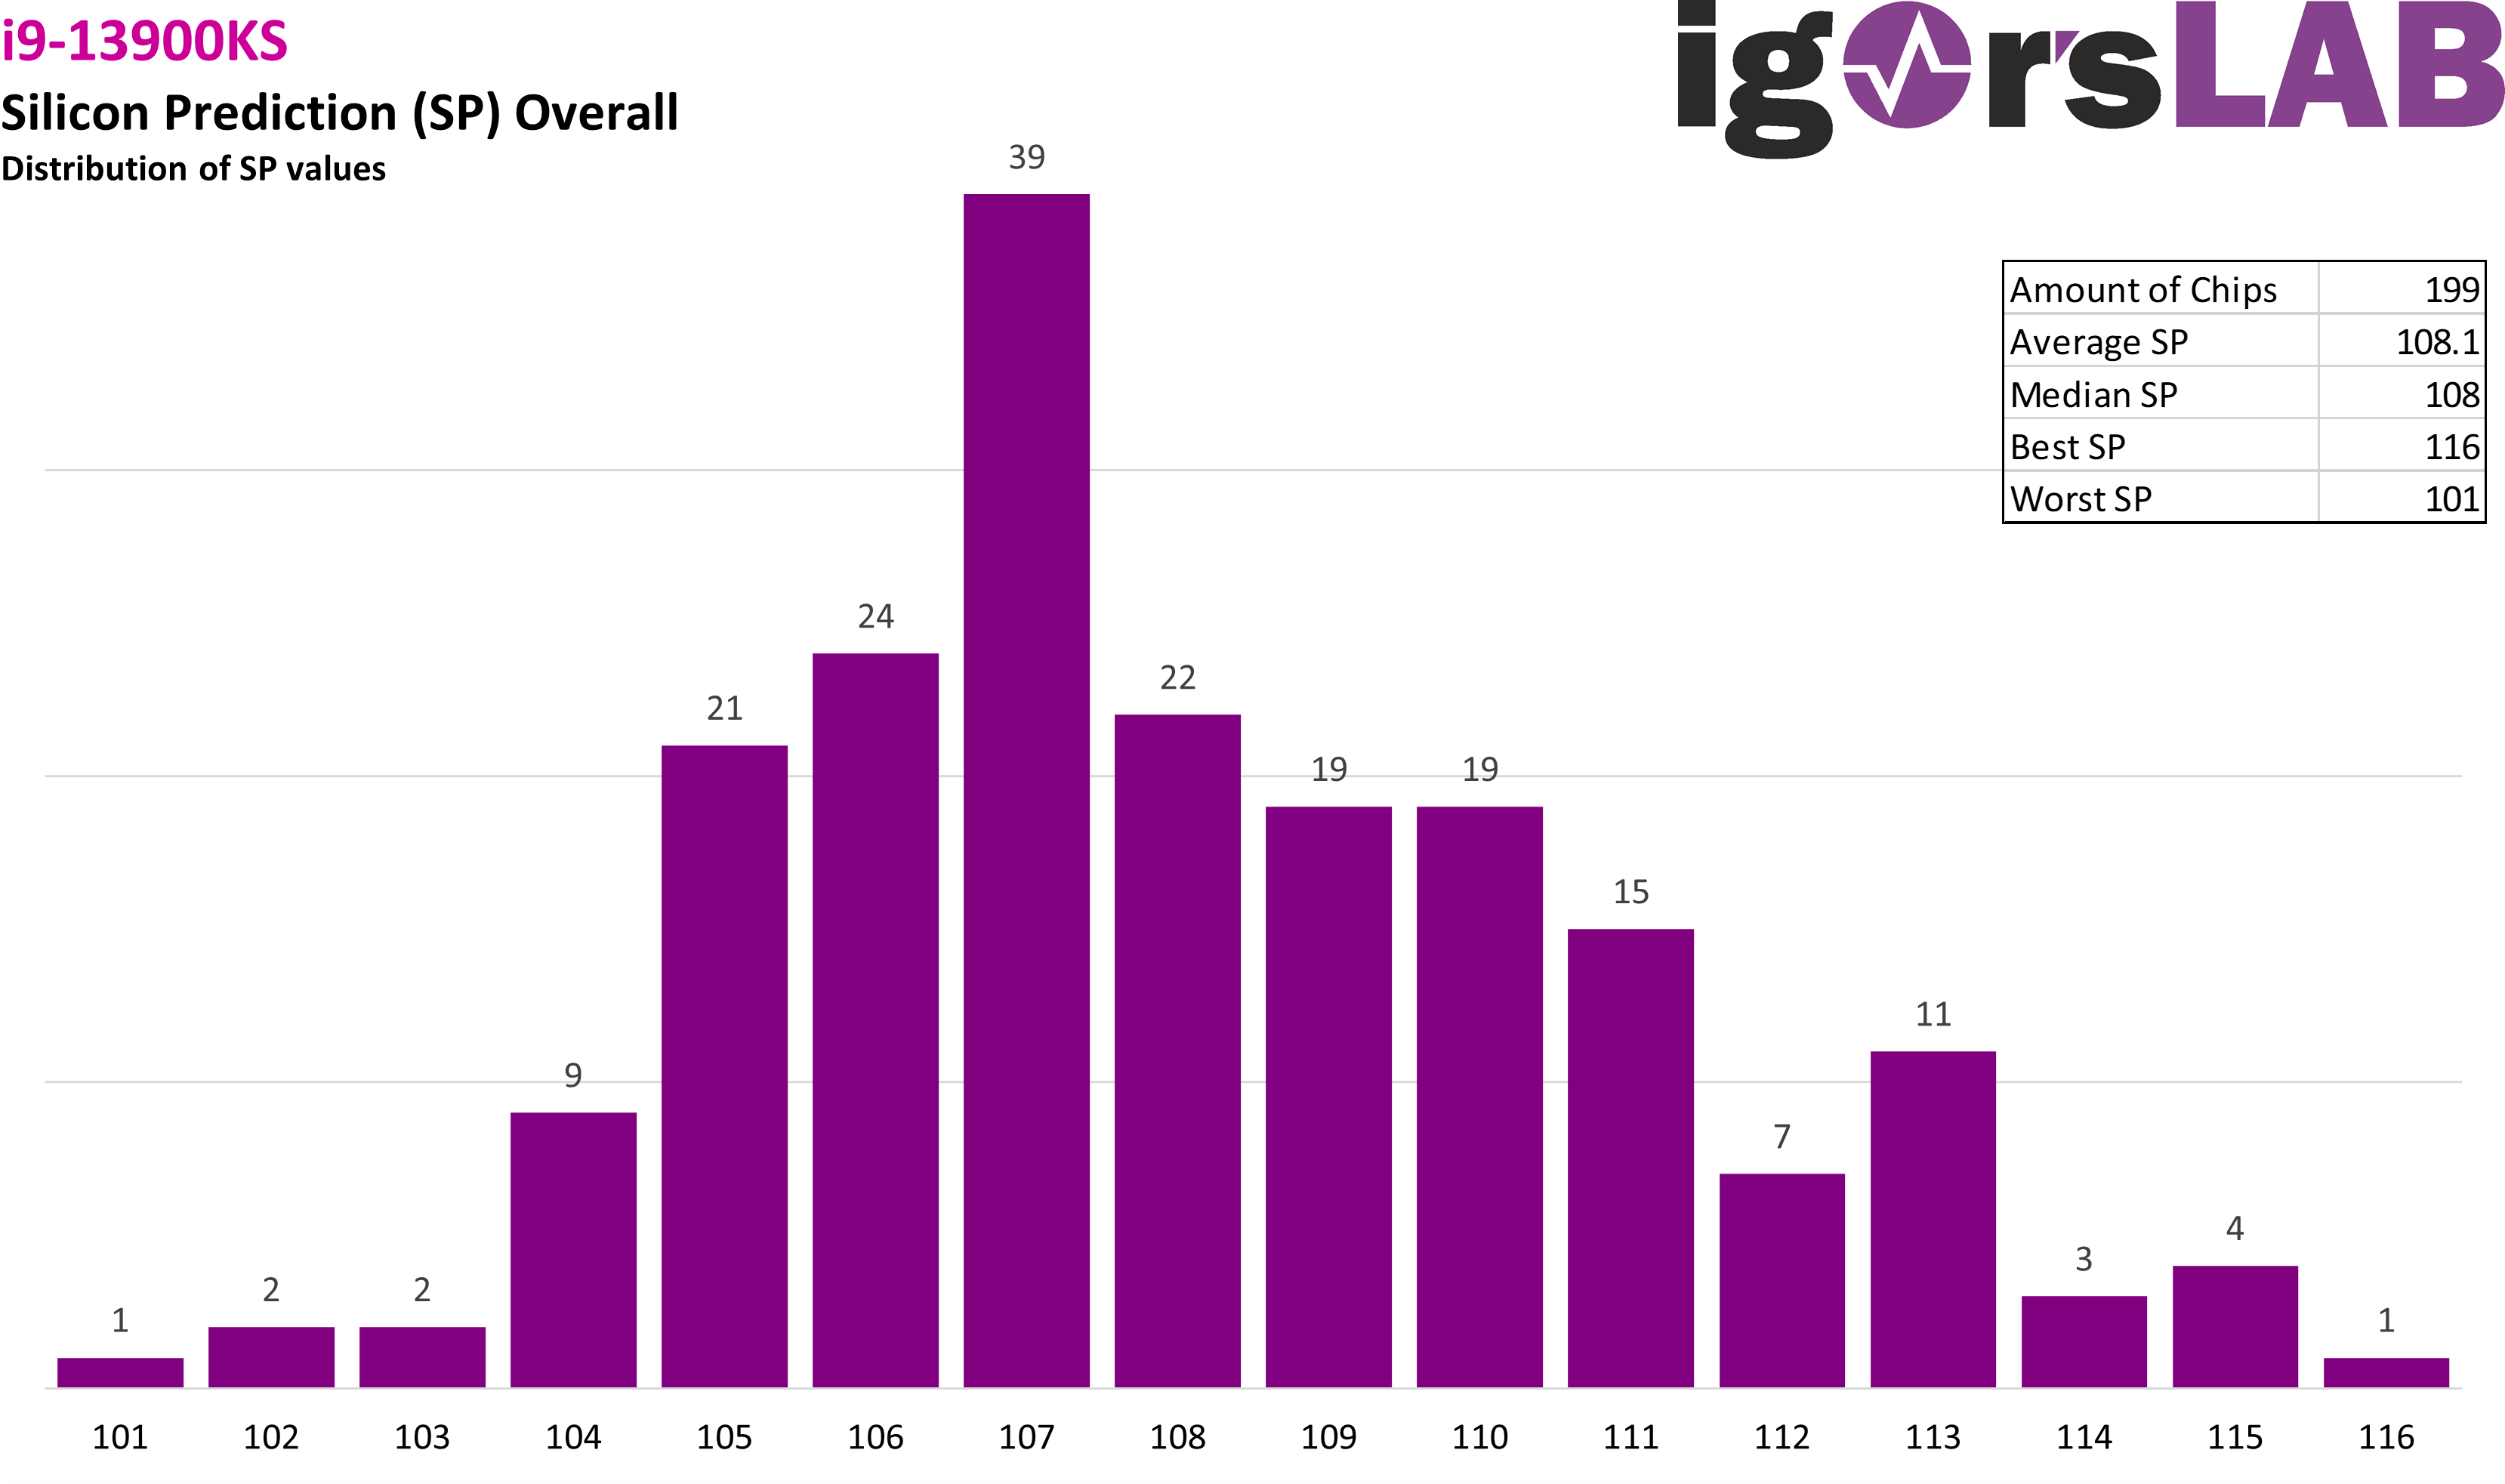 i9-13900KS
Silicon Prediction (SP) Overall
Distribution of SP values
igorsLAB
Amount of Chips 199
Average SP 108.1
Median SP 108
Best SP 116
Worst SP 101
1 2 2 9 21 24 39 22 19 19 15 7 11 3 4 1
101 102 103 104 105 106 107 108 109 110 111 112 113 114 115 116